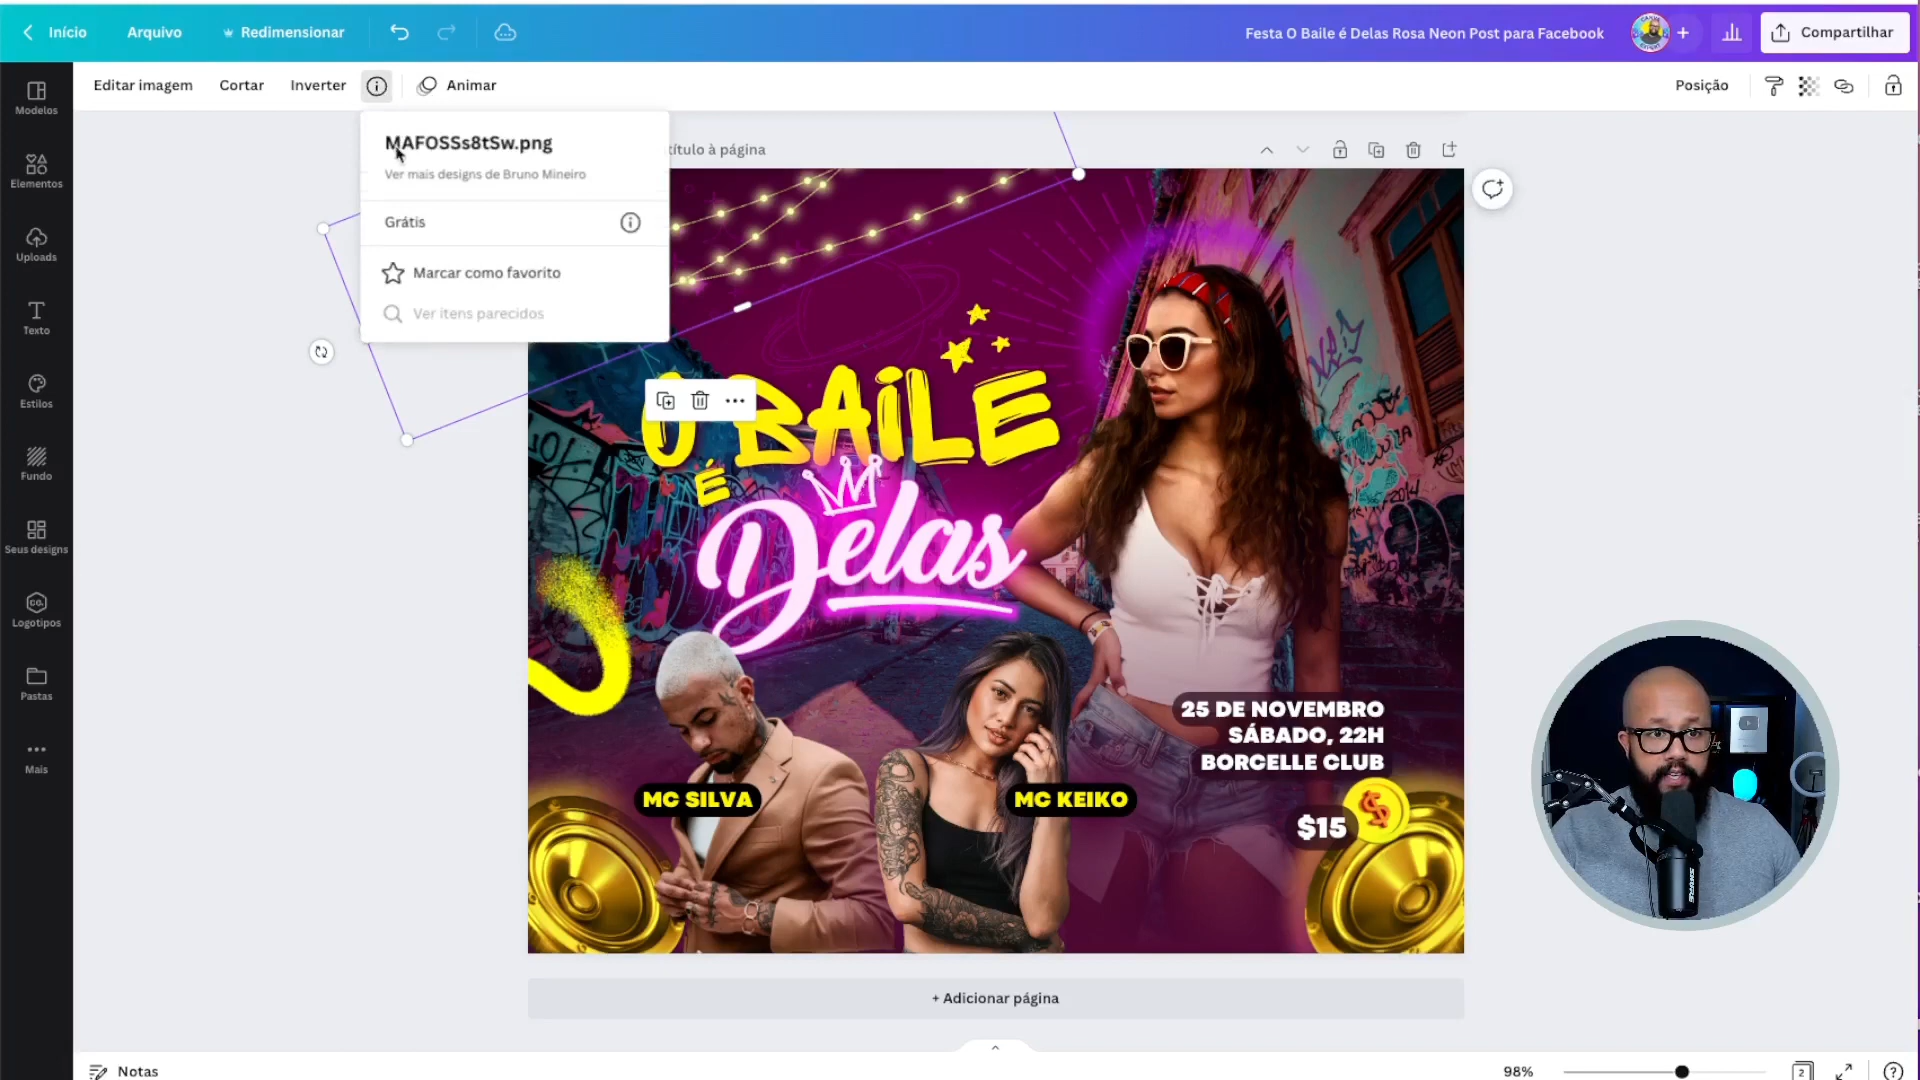 Início
Arquivo
Redimensionar
Festa O Baile é Delas Rosa Neon Post para Facebook
Compartilhar
Editar imagem
Cortar
Inverter
Animar
Posição
Modelos
Elementos
Uploads
Texto
Estilos
Fundo
Seus designs
CO.
Logotipos
Pastas
Mais
MAFOSSs8tSw.png
Ver mais designs de Bruno Mineiro
Grátis
Marcar como favorito
Ver itens parecidos
título à página
O BAILE
É
Delas
25 DE NOVEMBRO
SÁBADO, 22H
BORCELLE CLUB
MC SILVA
MC KEIKO
$15
$
+ Adicionar página
Notas
98%
2